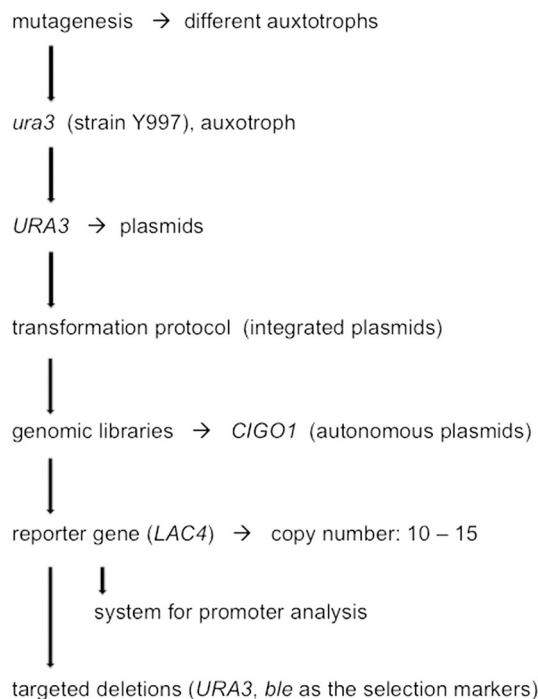 mutagenesis → different auxtotrophs
ura3 (strain Y997), auxotroph
URA3 → plasmids
transformation protocol (integrated plasmids)
genomic libraries → CIGO1 (autonomous plasmids)
reporter gene (LAC4) → copy number: 10 – 15
system for promoter analysis
targeted deletions (URA3, ble as the selection markers)